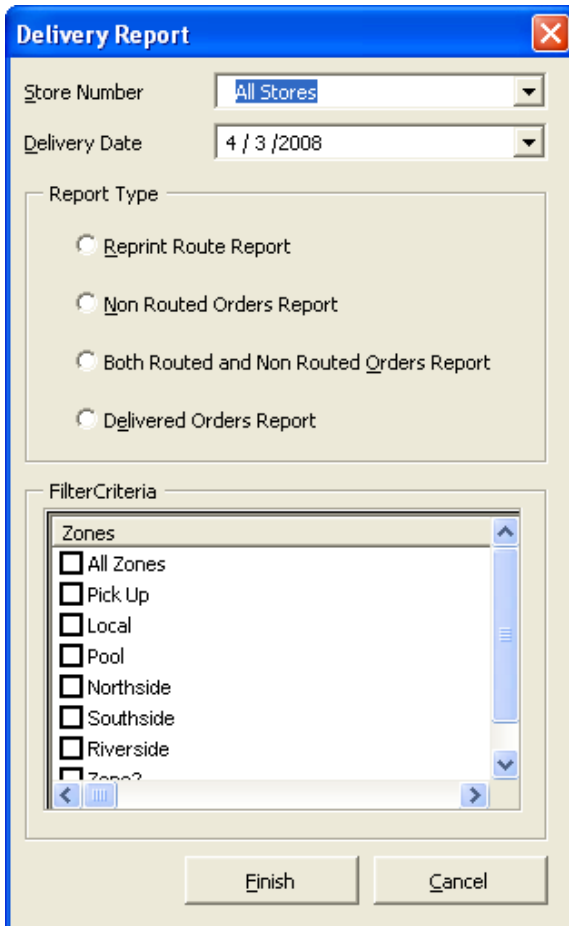 Delivery Report
Store Number All Stores
Delivery Date 4 / 3 /2008
Report Type
Reprint Route Report
Non Routed Orders Report
Both Routed and Non Routed Orders Report
Delivered Orders Report
FilterCriteria
Zones
All Zones
Pick Up
Local
Pool
Northside
Southside
Riverside
Finish Cancel